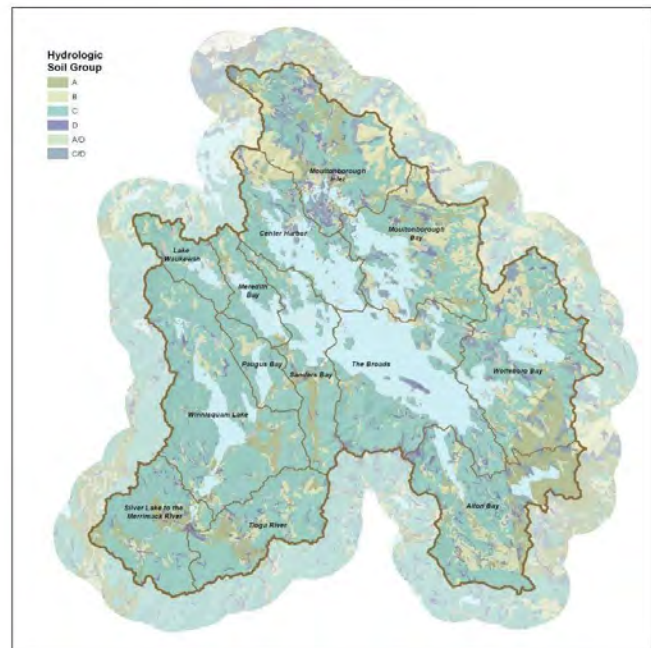 Hydrologic
Soil Group
A
B
C
D
A/D
C/D
Moultonborough
Inlet
Center Harbor
Moultonborough
Bay
Lake
Waukewan
Meredith
Bay
Paugus Bay
Sanders Bay
The Broads
Wolfeboro Bay
Winnisquam Lake
Silver Lake to the
Merrimack River
Tioga River
Alton Bay